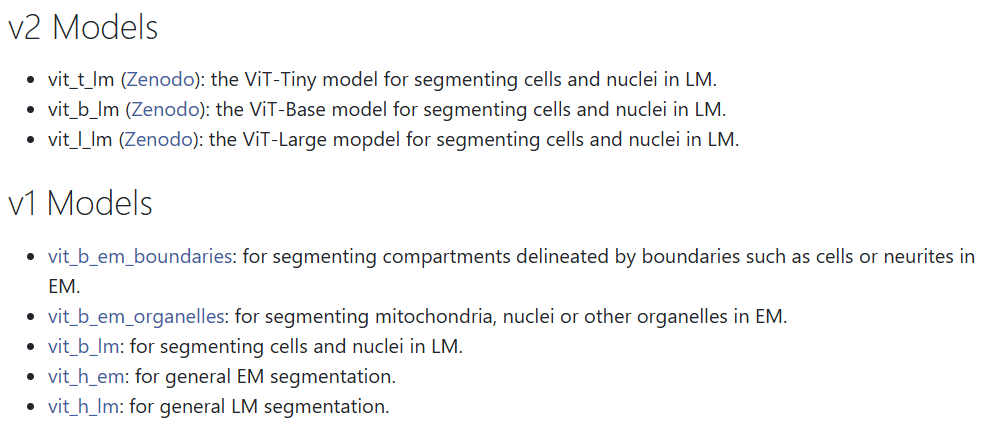 v2 Models
• vit_t_lm (Zenodo): the ViT-Tiny model for segmenting cells and nuclei in LM.
• vit_b_lm (Zenodo): the ViT-Base model for segmenting cells and nuclei in LM.
• vit_l_lm (Zenodo): the ViT-Large mopdel for segmenting cells and nuclei in LM.
v1 Models
• vit_b_em_boundaries: for segmenting compartments delineated by boundaries such as cells or neurites in
EM.
• vit_b_em_organelles: for segmenting mitochondria, nuclei or other organelles in EM.
• vit_b_lm: for segmenting cells and nuclei in LM.
• vit_h_em: for general EM segmentation.
• vit_h_lm: for general LM segmentation.